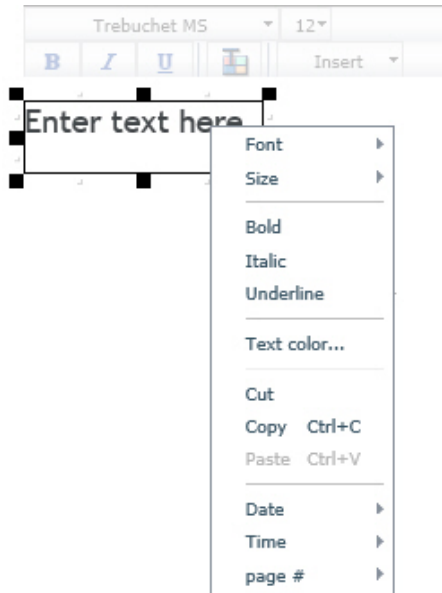 Trebuchet MS 12
B I U Insert
Enter text here
Font
Size
Bold
Italic
Underline
Text color...
Cut
Copy Ctrl+C
Paste Ctrl+V
Date
Time
page #